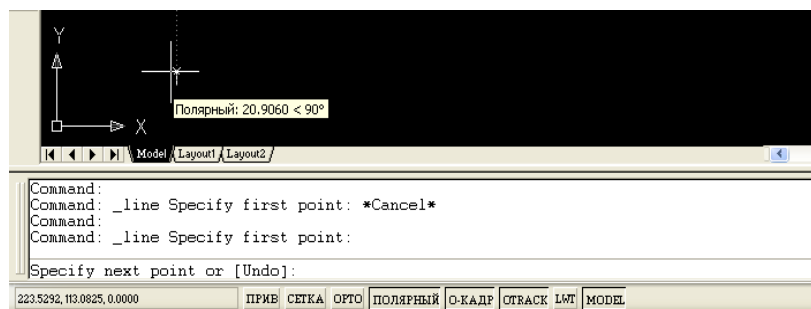 Y
Полярный: 20.9060 < 90°
X
Model Layout1 Layout2
Command:
Command: _line Specify first point: *Cancel*
Command:
Command: _line Specify first point:
Specify next point or [Undo]:
223.5292, 113.0825, 0.0000 ПРИВ СЕТКА ОРТО ПОЛЯРНЫЙ О-КАДР OTRACK LWT MODEL